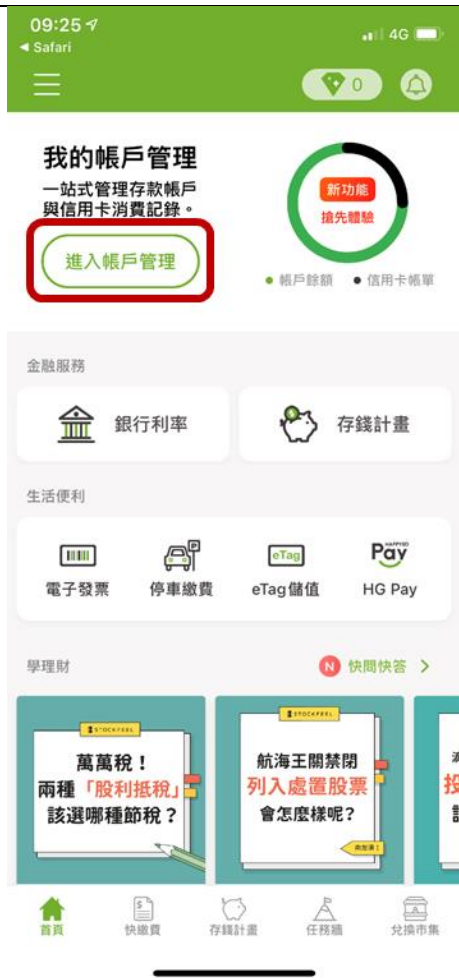 09:25
Safari
4G
0
我的帳戶管理
一站式管理存款帳戶
與信用卡消費記錄。
新功能
搶先體驗
進入帳戶管理
帳戶餘額
信用卡帳單
金融服務
銀行利率
存錢計畫
生活便利
P
eTag
HAPPYGO
Pay
電子發票
停車繳費
eTag儲值
HG Pay
學理財
N 快問快答
STOCKFEEL
萬萬稅！
兩種「股利抵稅」
該選哪種節稅？
STOCKFEEL
航海王關禁閉
列入處置股票
會怎麼樣呢？
首頁
快繳費
存錢計畫
任務牆
兌換市集